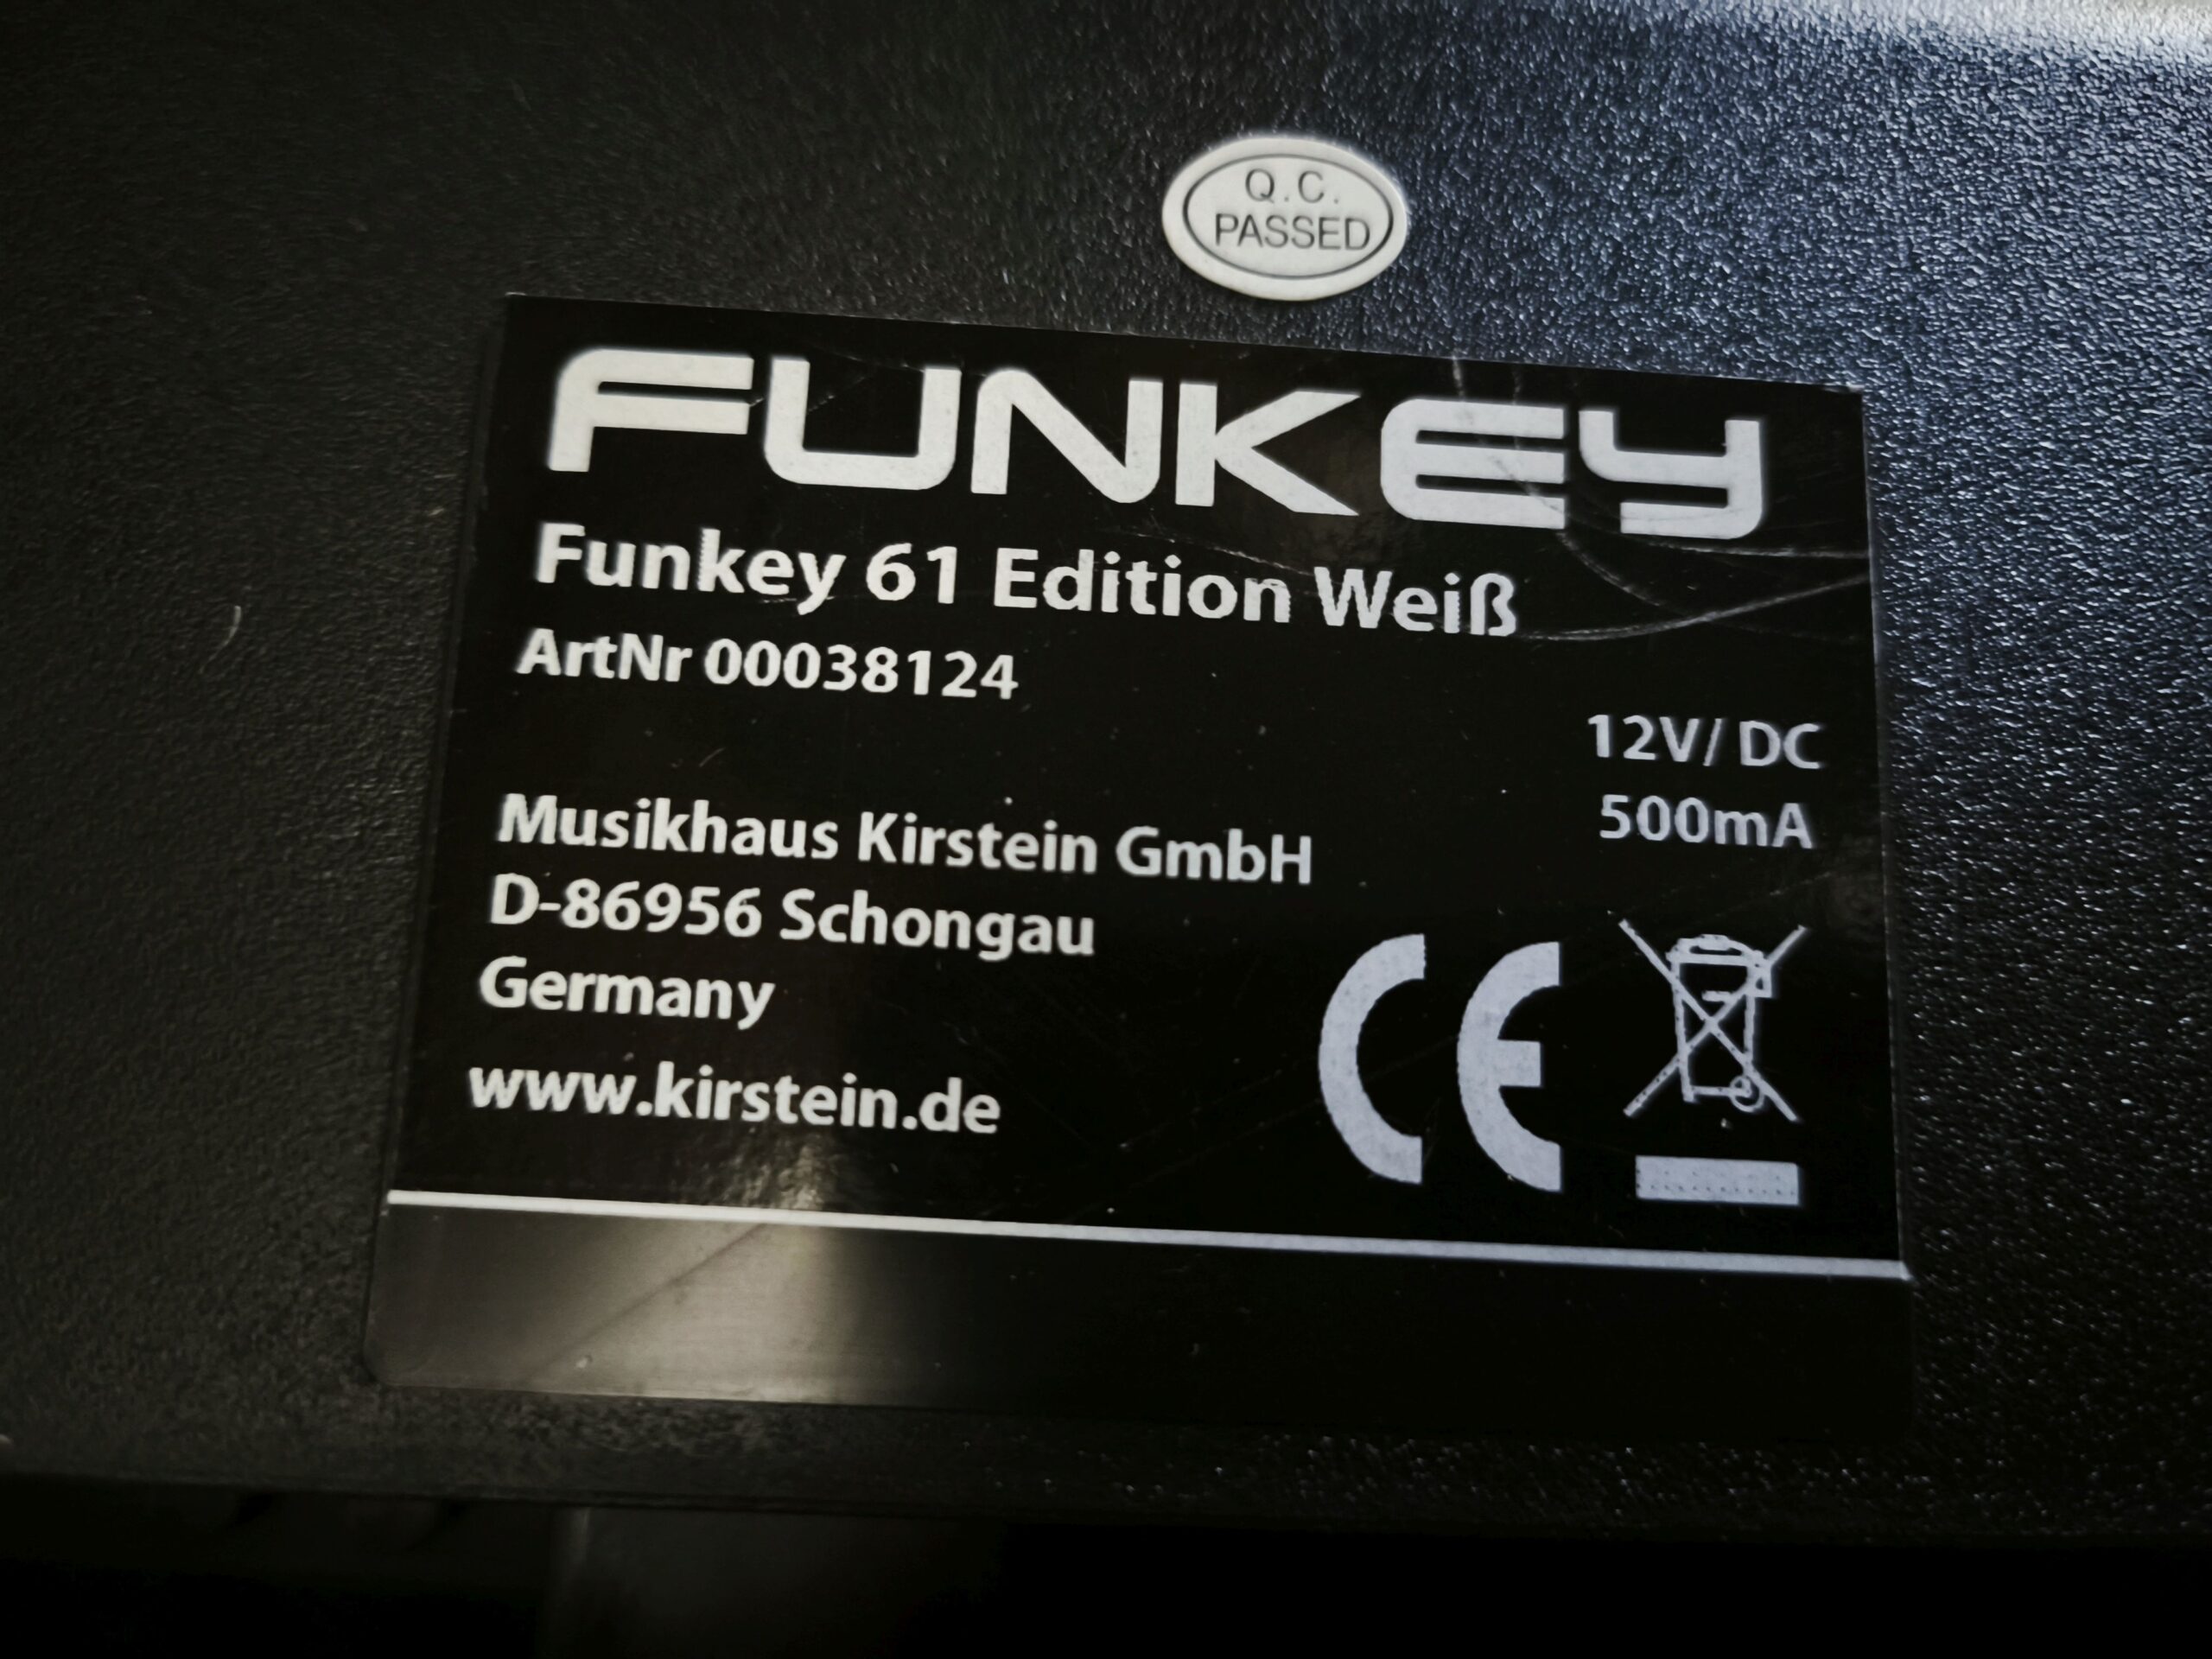 Q.C.
PASSED
FUNKEY
Funkey 61 Edition Weiß
ArtNr 00038124
12V/ DC
500mA
Musikhaus Kirstein GmbH
D-86956 Schongau
Germany
www.kirstein.de
CE